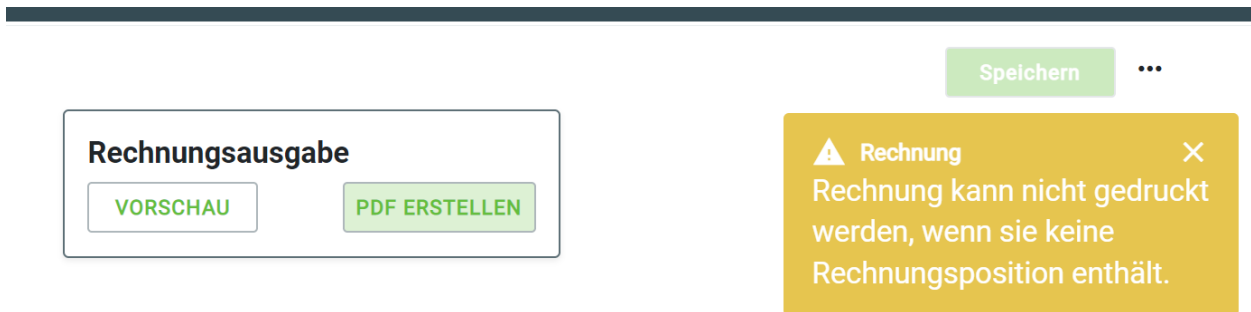 Speichern
Rechnungsausgabe
VORSCHAU
PDF ERSTELLEN
Rechnung
Rechnung kann nicht gedruckt
werden, wenn sie keine
Rechnungsposition enthält.